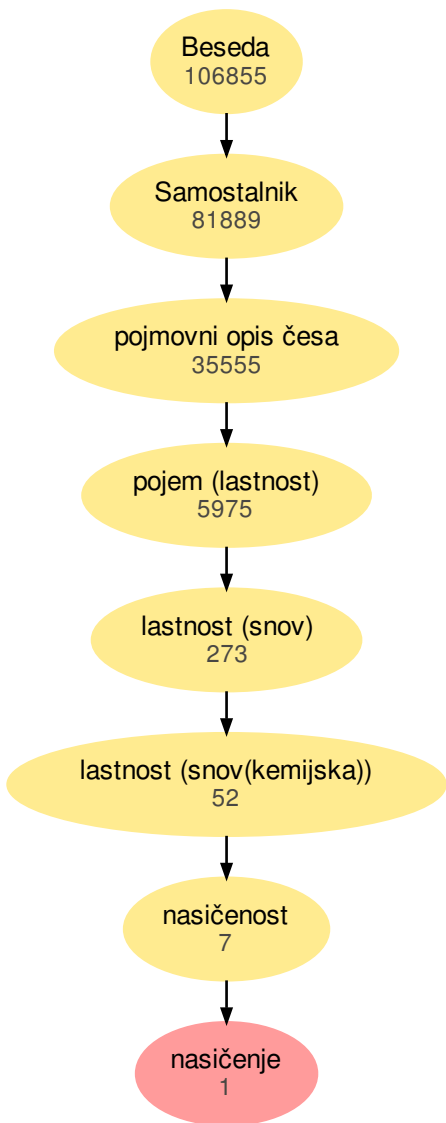 Beseda
106855
Samostalnik
81889
pojmovni opis česa
35555
pojem (lastnost)
5975
lastnost (snov)
273
lastnost (snov(kemijska))
52
nasičenost
7
nasičenje
1